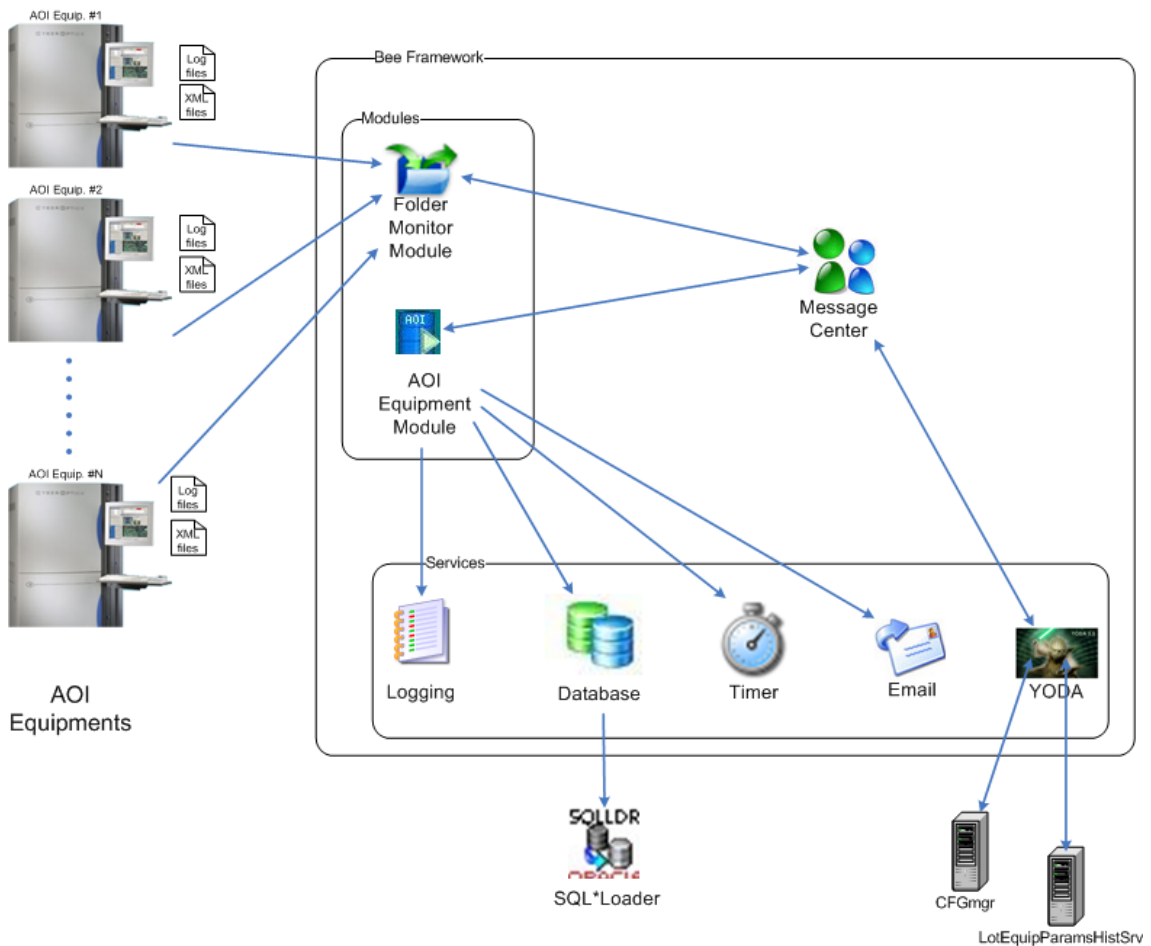 AOI Equip. #1
Log
files
XML
files
AOI Equip. #2
Log
files
XML
files
AOI Equip. #N
Log
files
XML
files
AOI
Equipments
Bee Framework
Modules
Folder
Monitor
Module
AOI
AOI
Equipment
Module
Message
Center
Services
Logging
Database
Timer
Email
YODA
SQLLDR
ORACLE
SQL*Loader
CFGmgr
LotEquipParamsHistSrv